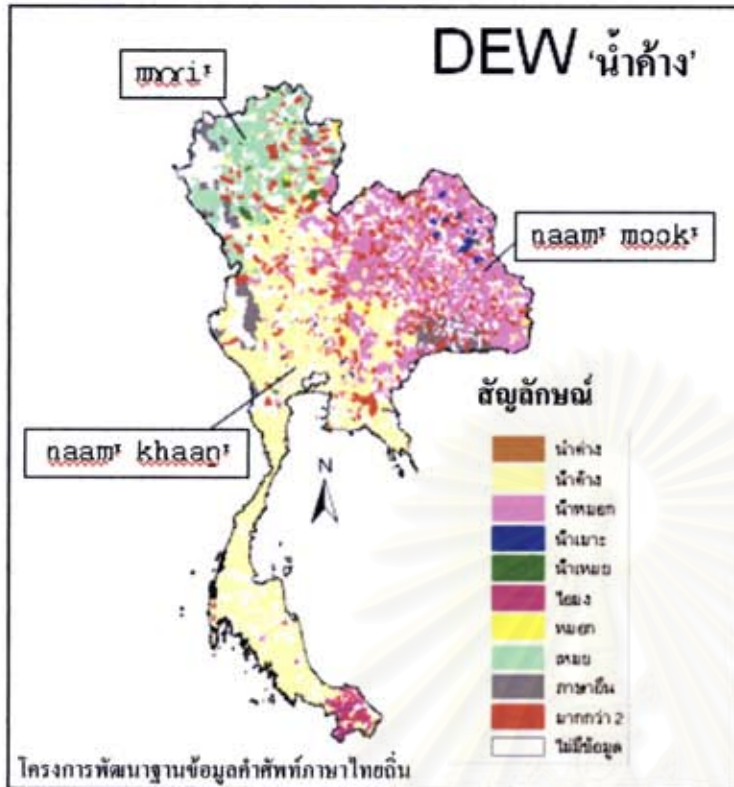 DEW 'น้ำค้าง'
naamˠ mookˠ
naamˠ khaanˠ
N
สัญลักษณ์
น้ำค่าง
น้ำค้าง
น้ำหมอก
น้ำเมาะ
น้ำเหมย
ใยมง
หมอก
เหมย
ภาษาอื่น
มากกว่า 2
ไม่มีข้อมูล
โครงการพัฒนาฐานข้อมูลคำศัพท์ภาษาไทยถิ่น